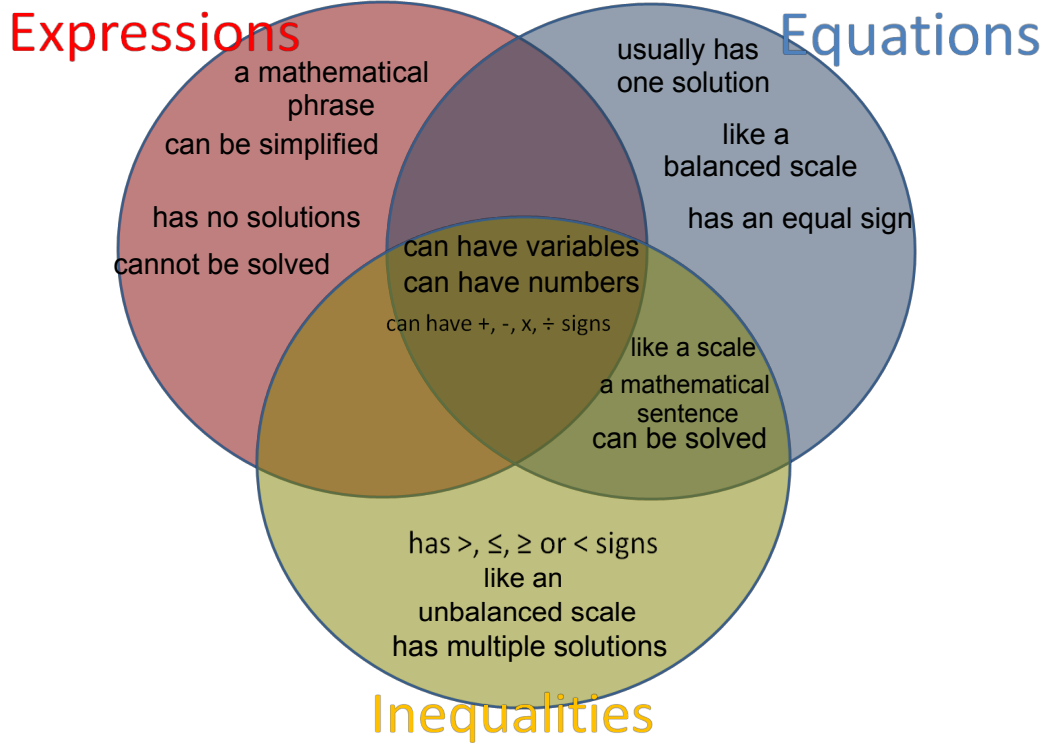 Expressions
a mathematical
phrase
can be simplified
has no solutions
cannot be solved
Equations
usually has
one solution
like a
balanced scale
has an equal sign
can have variables
can have numbers
can have +, -, x, ÷ signs
like a scale
a mathematical
sentence
can be solved
has >, ≤, ≥ or < signs
like an
unbalanced scale
has multiple solutions
Inequalities